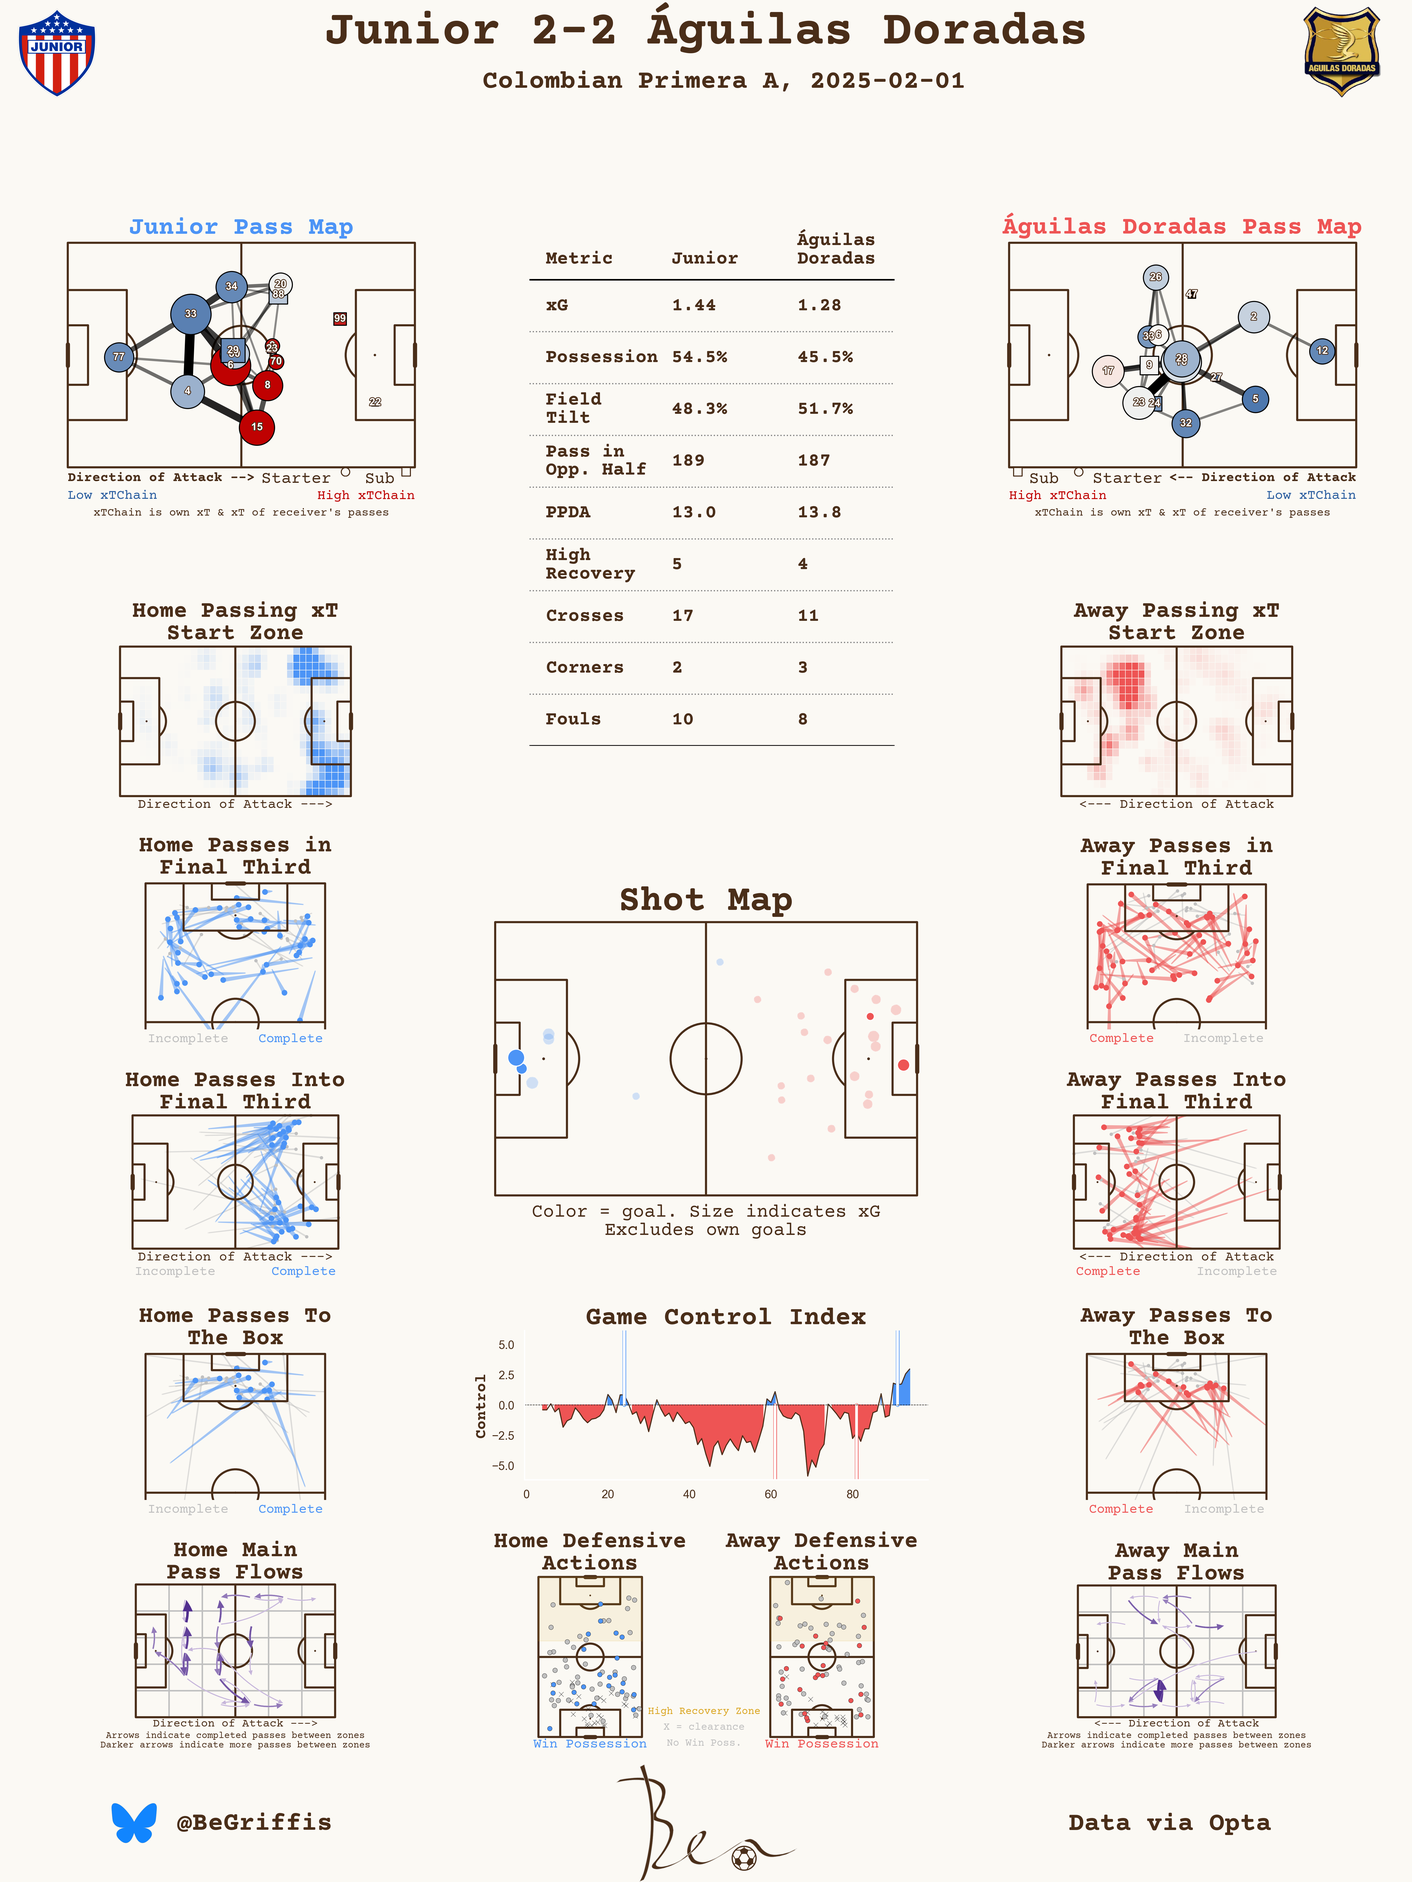 Junior 2-2 Águilas Doradas
Colombian Primera A, 2025-02-01
JUNIOR
AGUILAS DORADAS
Junior Pass Map
34
20
88
33
99
77
29
6
23
70
4
8
22
15
Direction of Attack --> Starter Sub
Low xTChain High xTChain
xTChain is own xT & xT of receiver's passes
Metric Junior Águilas Doradas
xG 1.44 1.28
Possession 54.5% 45.5%
Field Tilt 48.3% 51.7%
Pass in Opp. Half 189 187
PPDA 13.0 13.8
High Recovery 5 4
Crosses 17 11
Corners 2 3
Fouls 10 8
Águilas Doradas Pass Map
26
47
2
33
6
12
28
9
17
27
23
24
5
32
Sub Starter <-- Direction of Attack
High xTChain Low xTChain
xTChain is own xT & xT of receiver's passes
Home Passing xT
Start Zone
Direction of Attack --->
Away Passing xT
Start Zone
<--- Direction of Attack
Home Passes in
Final Third
Incomplete Complete
Away Passes in
Final Third
Complete Incomplete
Shot Map
Color = goal. Size indicates xG
Excludes own goals
Home Passes Into
Final Third
Direction of Attack --->
Incomplete Complete
Away Passes Into
Final Third
<--- Direction of Attack
Complete Incomplete
Home Passes To
The Box
Incomplete Complete
Game Control Index
Control
5.0
2.5
0.0
−2.5
−5.0
0 20 40 60 80
Away Passes To
The Box
Complete Incomplete
Home Main
Pass Flows
Direction of Attack --->
Arrows indicate completed passes between zones
Darker arrows indicate more passes between zones
Home Defensive
Actions
Win Possession
High Recovery Zone
X = clearance
No Win Poss.
Away Defensive
Actions
Win Possession
Away Main
Pass Flows
<--- Direction of Attack
Arrows indicate completed passes between zones
Darker arrows indicate more passes between zones
@BeGriffis
Ben
Data via Opta